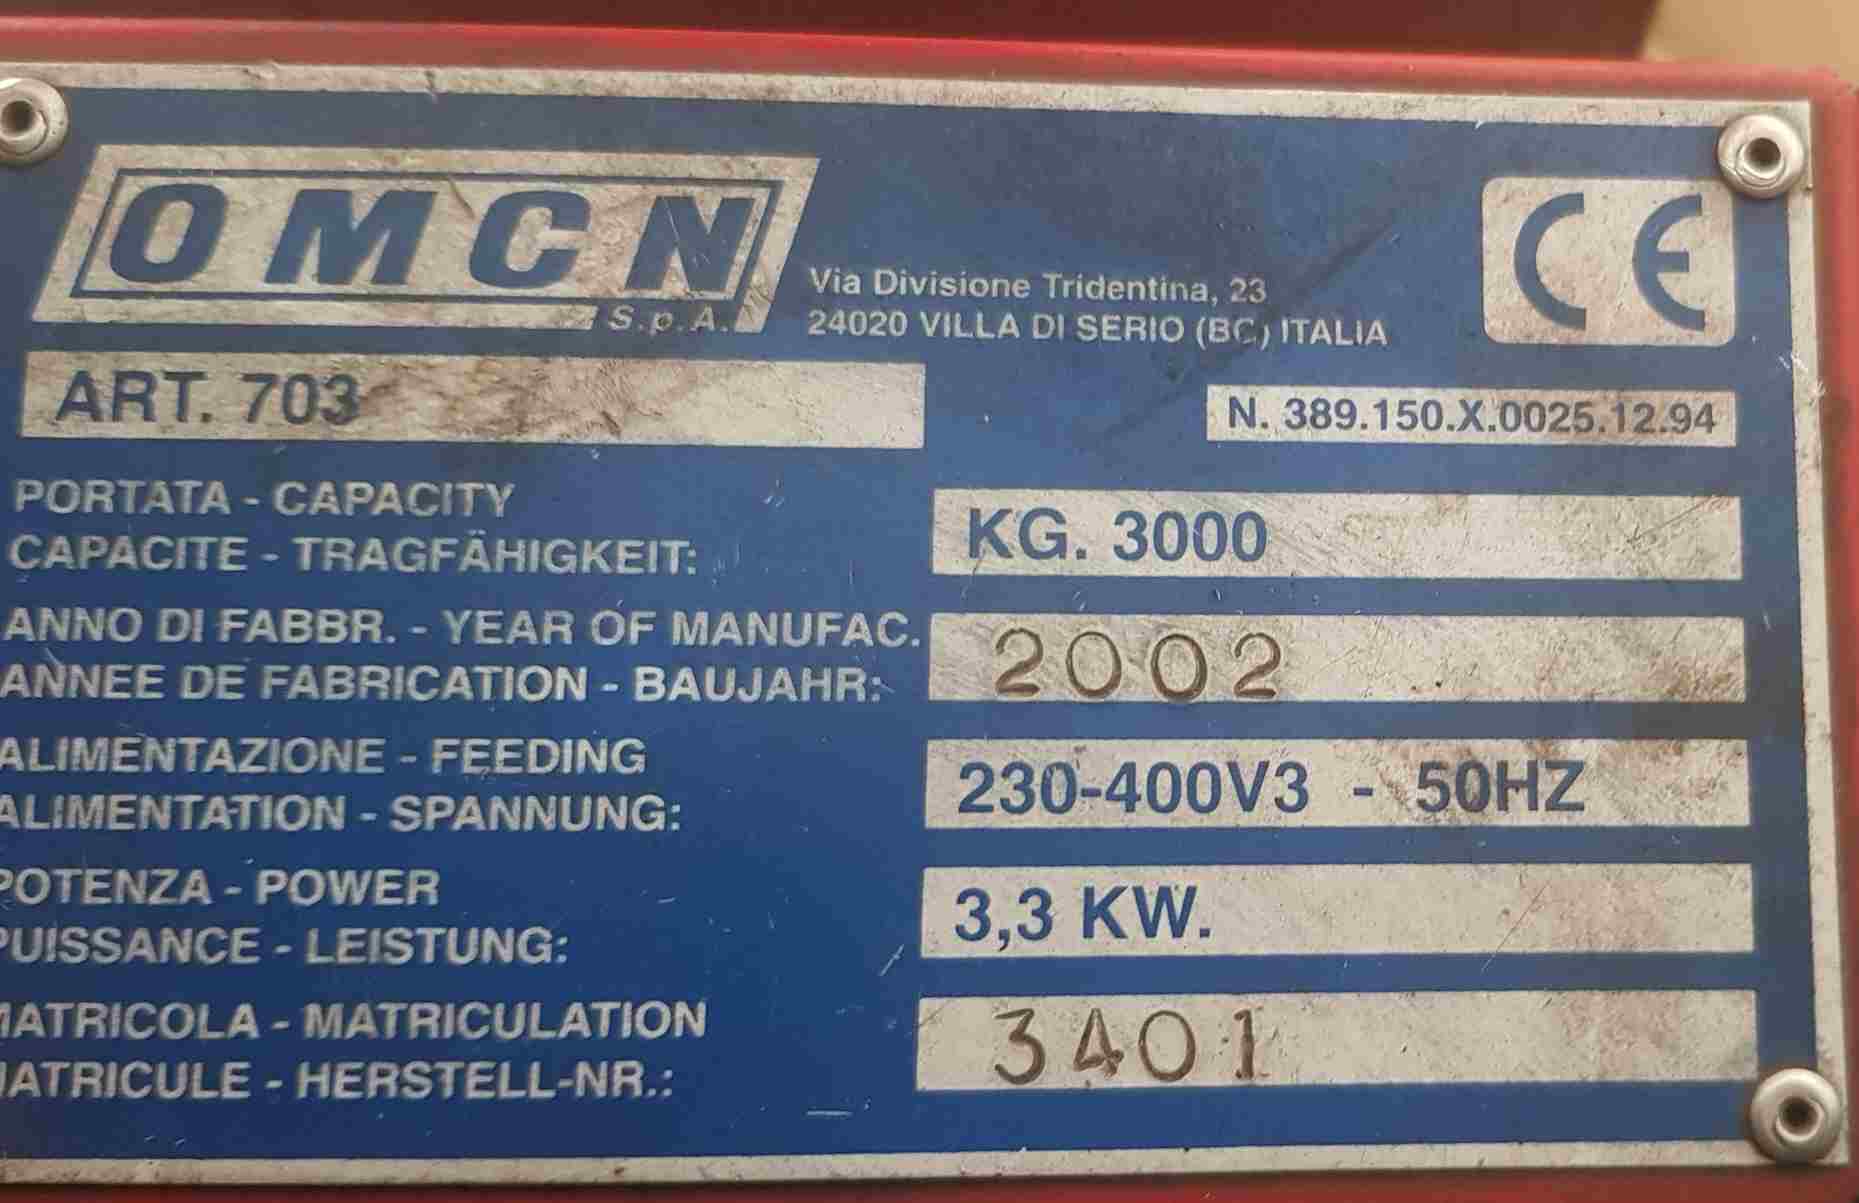 OMCN
S.p.A.
Via Divisione Tridentina, 23
24020 VILLA DI SERIO (BG) ITALIA
CE
ART. 703
N. 389.150.X.0025.12.94
PORTATA - CAPACITY
CAPACITE - TRAGFÄHIGKEIT:
KG. 3000
ANNO DI FABBR. - YEAR OF MANUFAC.
ANNEE DE FABRICATION - BAUJAHR:
2002
ALIMENTAZIONE - FEEDING
ALIMENTATION - SPANNUNG:
230-400V3 - 50HZ
POTENZA - POWER
PUISSANCE - LEISTUNG:
3,3 KW.
MATRICOLA - MATRICULATION
MATRICULE - HERSTELL-NR.:
3401